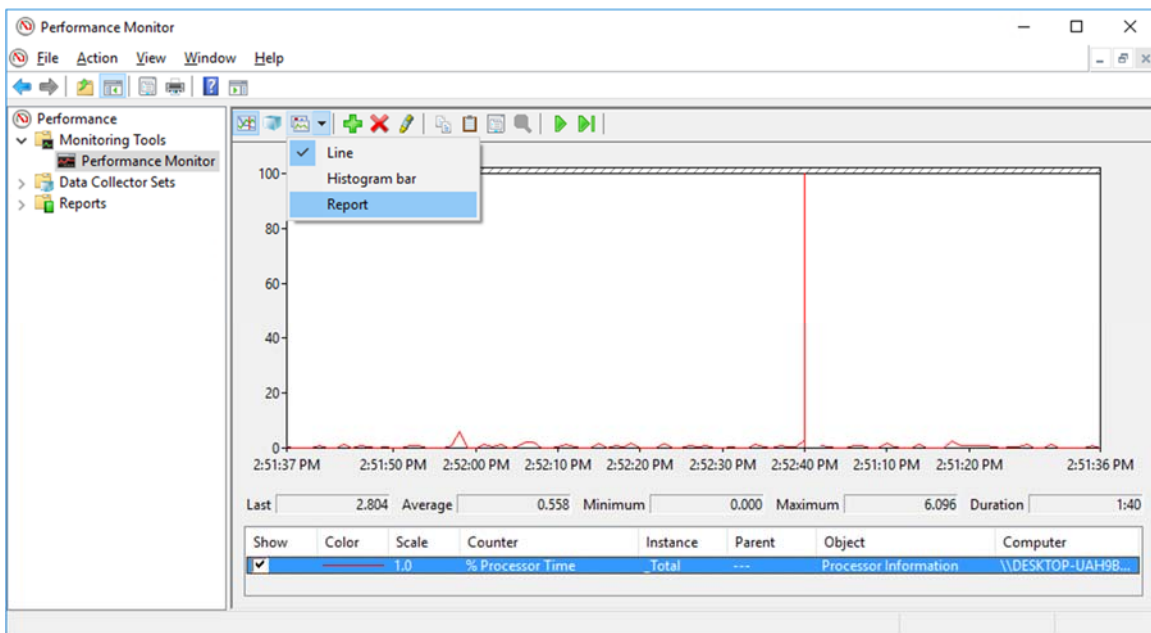 Performance Monitor
File Action View Window Help
Performance
Monitoring Tools
Performance Monitor
Data Collector Sets
Reports
Line
Histogram bar
Report
100
80
60
40
20
0
2:51:37 PM 2:51:50 PM 2:52:00 PM 2:52:10 PM 2:52:20 PM 2:52:30 PM 2:52:40 PM 2:51:10 PM 2:51:20 PM 2:51:36 PM
Last 2.804 Average 0.558 Minimum 0.000 Maximum 6.096 Duration 1:40
Show Color Scale Counter Instance Parent Object Computer
1.0 % Processor Time _Total --- Processor Information \\DESKTOP-UAH9B...